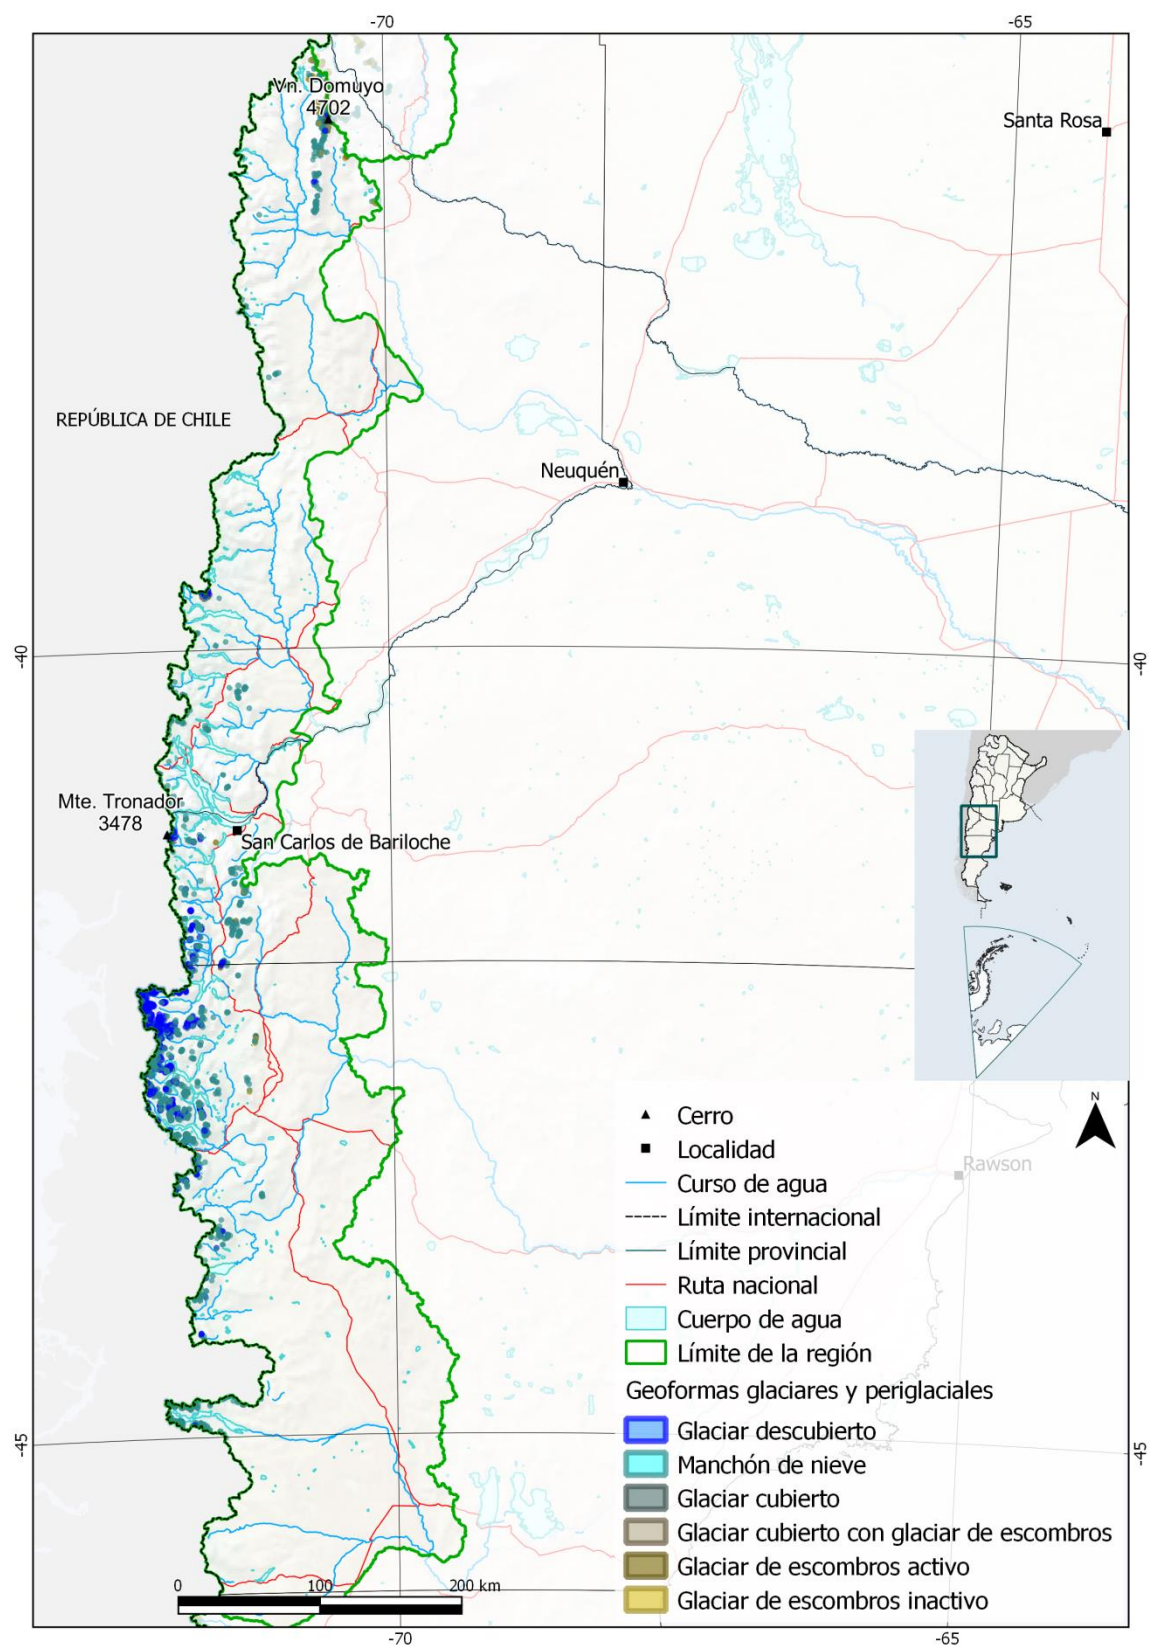 -70
-65
Vn. Domuyo
4702
Santa Rosa
REPÚBLICA DE CHILE
Neuquén
-40
-40
Mte. Tronador
3478
San Carlos de Bariloche
N
Cerro
Localidad
Rawson
Curso de agua
Límite internacional
Límite provincial
Ruta nacional
Cuerpo de agua
Límite de la región
Geoformas glaciares y periglaciales
Glaciar descubierto
-45
-45
Manchón de nieve
Glaciar cubierto
Glaciar cubierto con glaciar de escombros
Glaciar de escombros activo
Glaciar de escombros inactivo
0 100 200 km
-70
-65